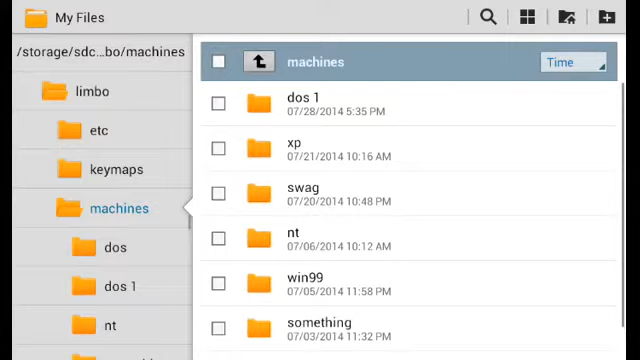 My Files
/storage/sdc...bo/machines
limbo
etc
keymaps
machines
dos
dos 1
nt
machines
Time
dos 1
07/28/2014 5:35 PM
xp
07/21/2014 10:16 AM
swag
07/20/2014 10:48 PM
nt
07/06/2014 10:12 AM
win99
07/05/2014 11:58 PM
something
07/03/2014 11:32 PM